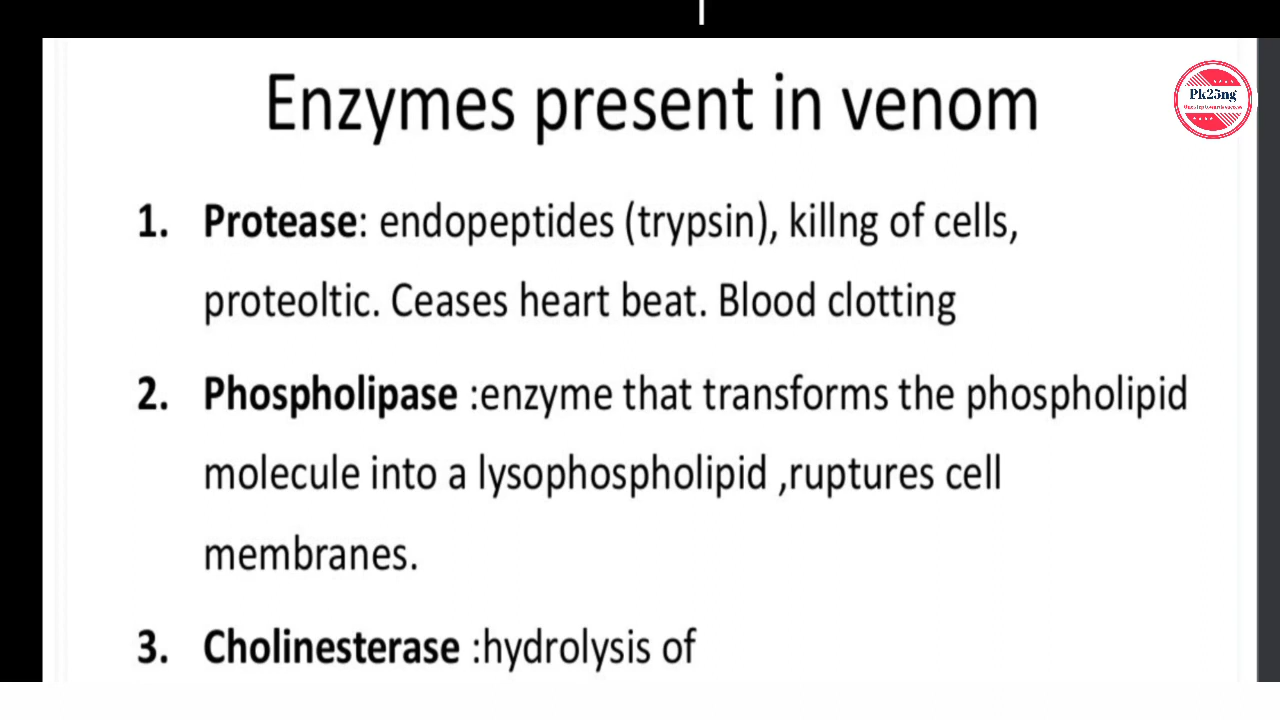 Enzymes present in venom
Pk25ng
1. Protease: endopeptides (trypsin), killng of cells,
proteoltic. Ceases heart beat. Blood clotting
2. Phospholipase :enzyme that transforms the phospholipid
molecule into a lysophospholipid ,ruptures cell
membranes.
3. Cholinesterase :hydrolysis of